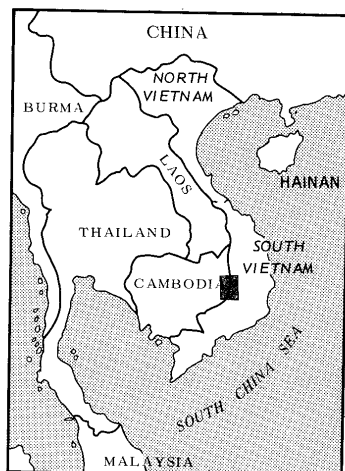 CHINA
NORTH
VIETNAM
BURMA
LAOS
HAINAN
THAILAND
SOUTH
VIETNAM
CAMBODIA
SOUTH CHINA SEA
MALAYSIA